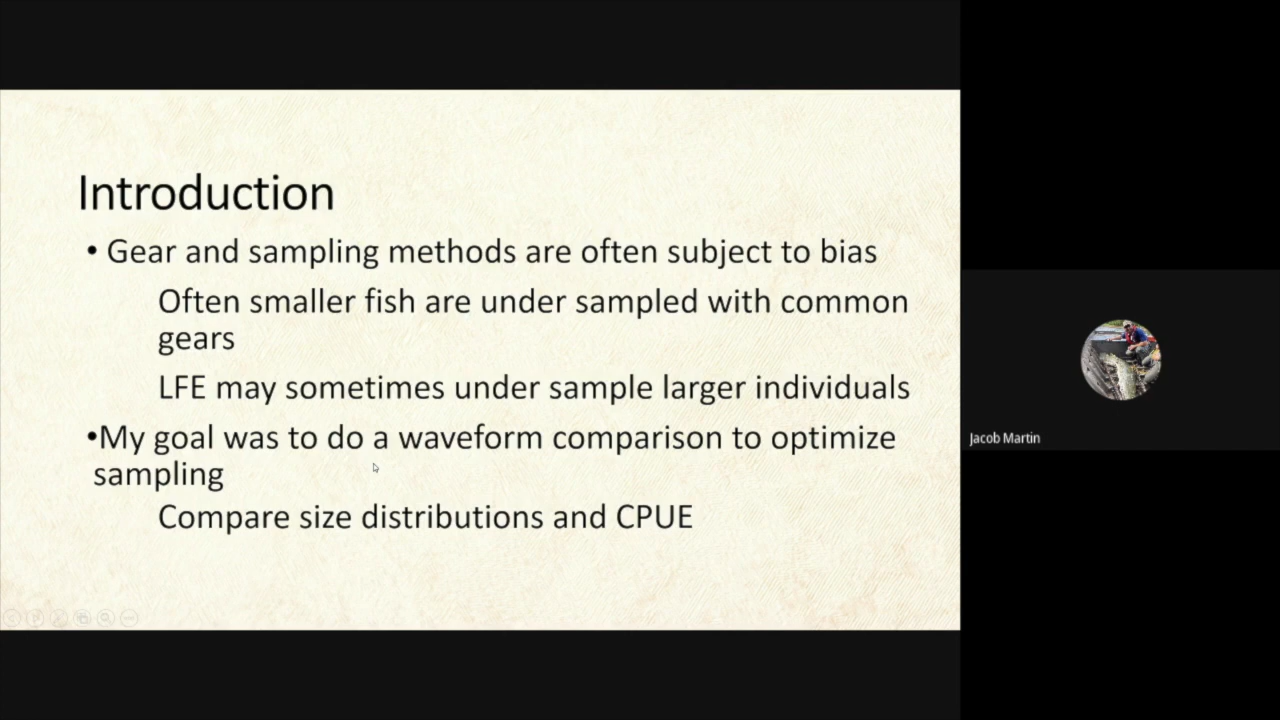 Introduction
• Gear and sampling methods are often subject to bias
Often smaller fish are under sampled with common
gears
LFE may sometimes under sample larger individuals
•My goal was to do a waveform comparison to optimize
sampling
Compare size distributions and CPUE
Jacob Martin